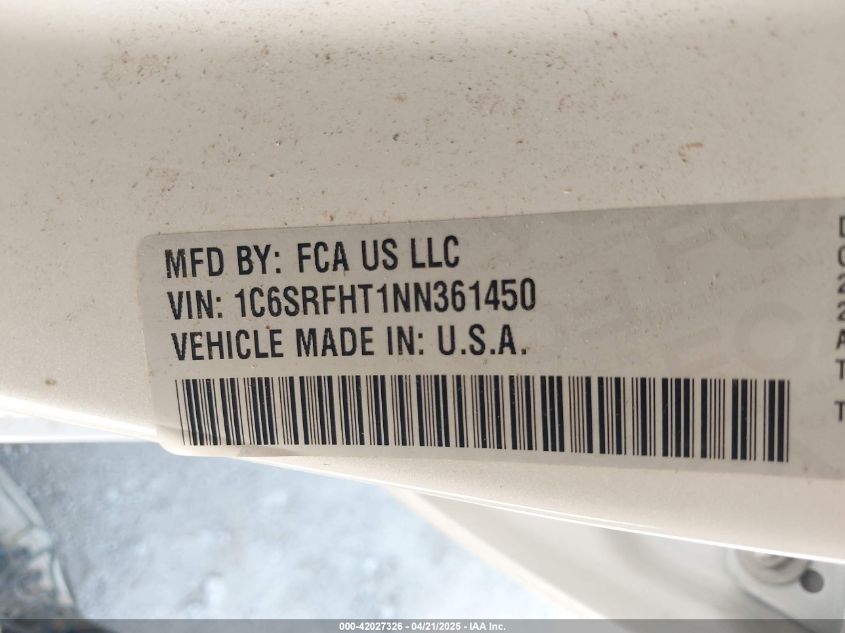 MFD BY: FCA US LLC
VIN: 1C6SRFHT1NN361450
VEHICLE MADE IN: U.S.A.
000-42027326 - 04/21/2025 - IAA Inc.